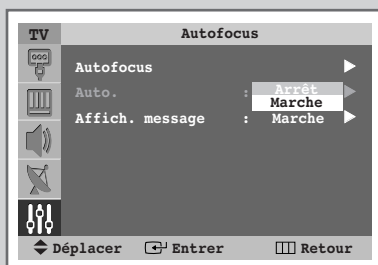 TV Autofocus
Autofocus
Auto. : Arrêt
Marche
Affich. message : Marche
Déplacer Entrer Retour